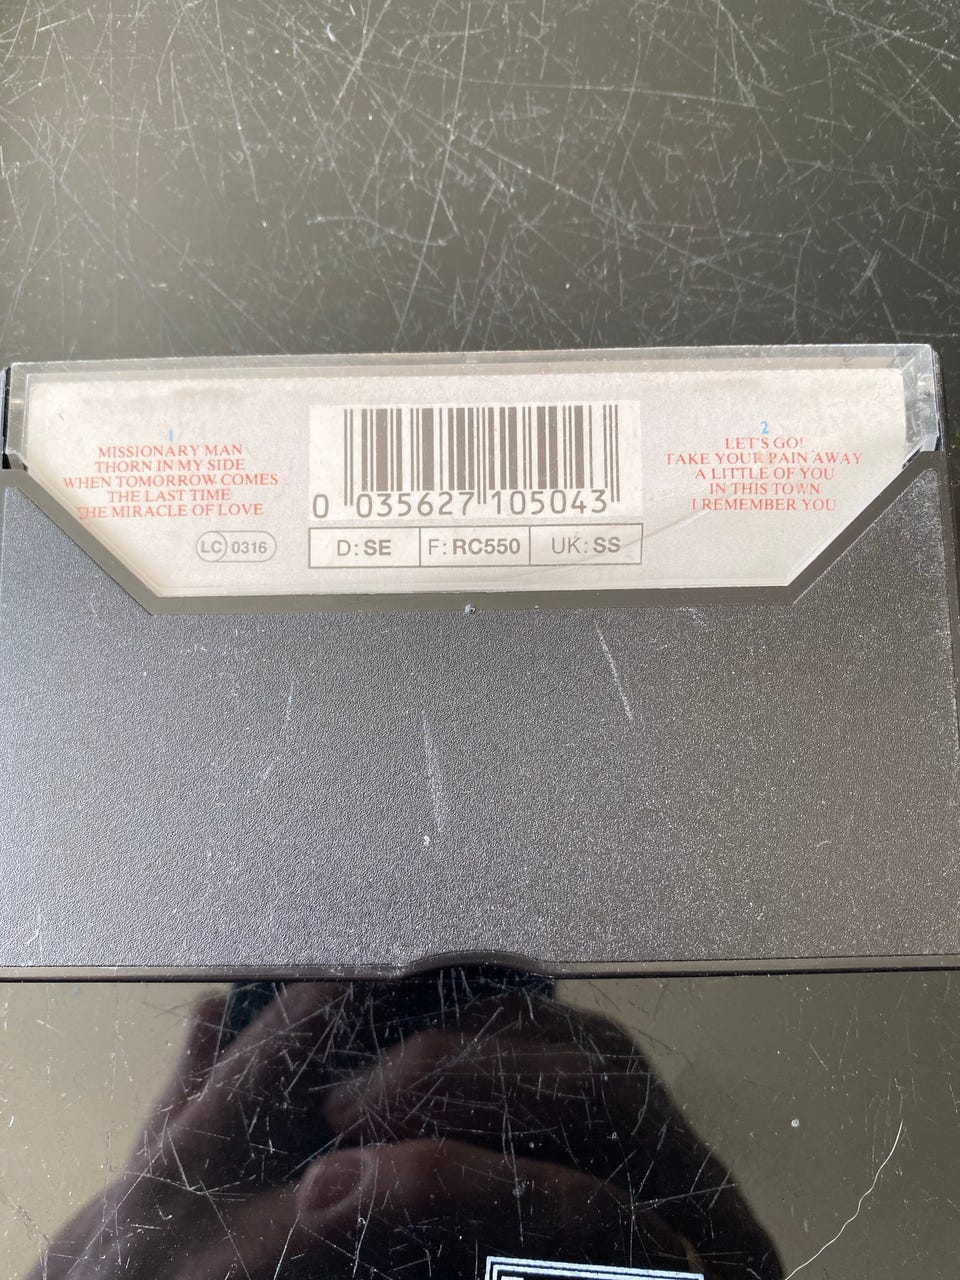 1
MISSIONARY MAN
THORN IN MY SIDE
WHEN TOMORROW COMES
THE LAST TIME
THE MIRACLE OF LOVE
LC 0316
0 035627 105043
D: SE F: RC550 UK: SS
2
LET'S GO!
TAKE YOUR PAIN AWAY
A LITTLE OF YOU
IN THIS TOWN
I REMEMBER YOU